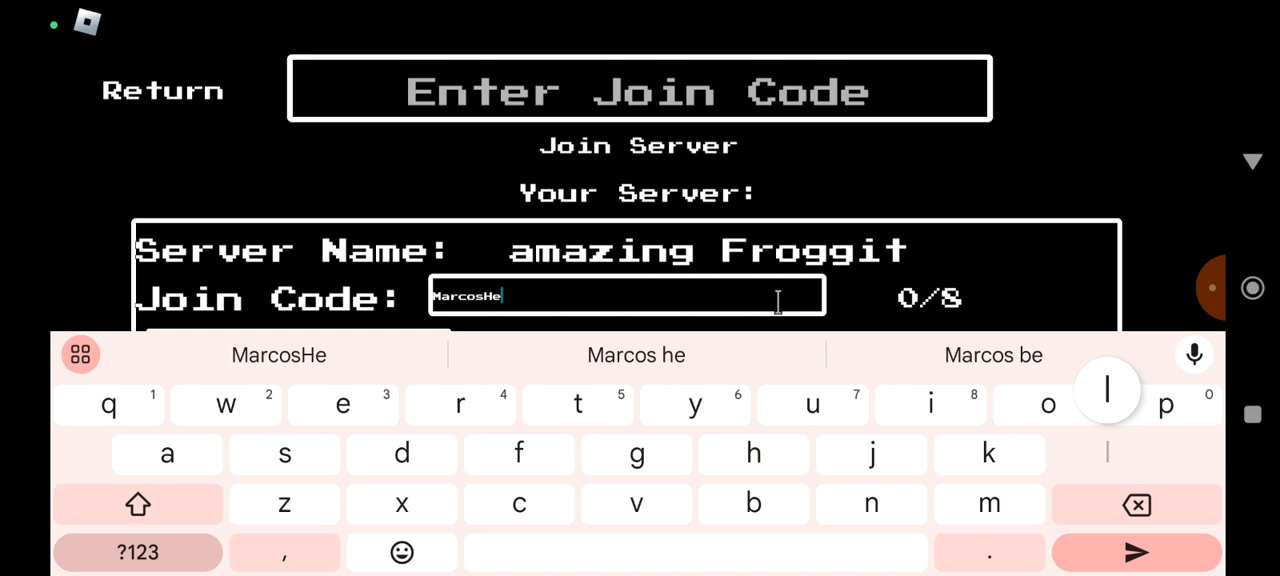 Return
Enter Join Code
Join Server
Your Server:
Server Name: amazing Froggit
Join Code: MarcosHe 0/8
MarcosHe Marcos he Marcos be
q 1 w 2 e 3 r 4 t 5 y 6 u 7 i 8 o l p 0
a s d f g h j k l
z x c v b n m
?123 , .